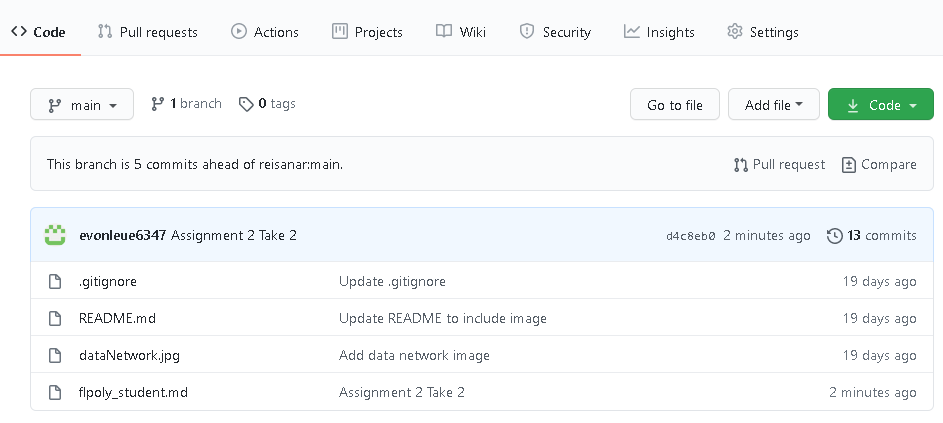 Code Pull requests Actions Projects Wiki Security Insights Settings
main 1 branch 0 tags Go to file Add file Code
This branch is 5 commits ahead of reisanar:main. Pull request Compare
evonleue6347 Assignment 2 Take 2 d4c8eb0 2 minutes ago 13 commits
.gitignore Update .gitignore 19 days ago
README.md Update README to include image 19 days ago
dataNetwork.jpg Add data network image 19 days ago
flpoly_student.md Assignment 2 Take 2 2 minutes ago